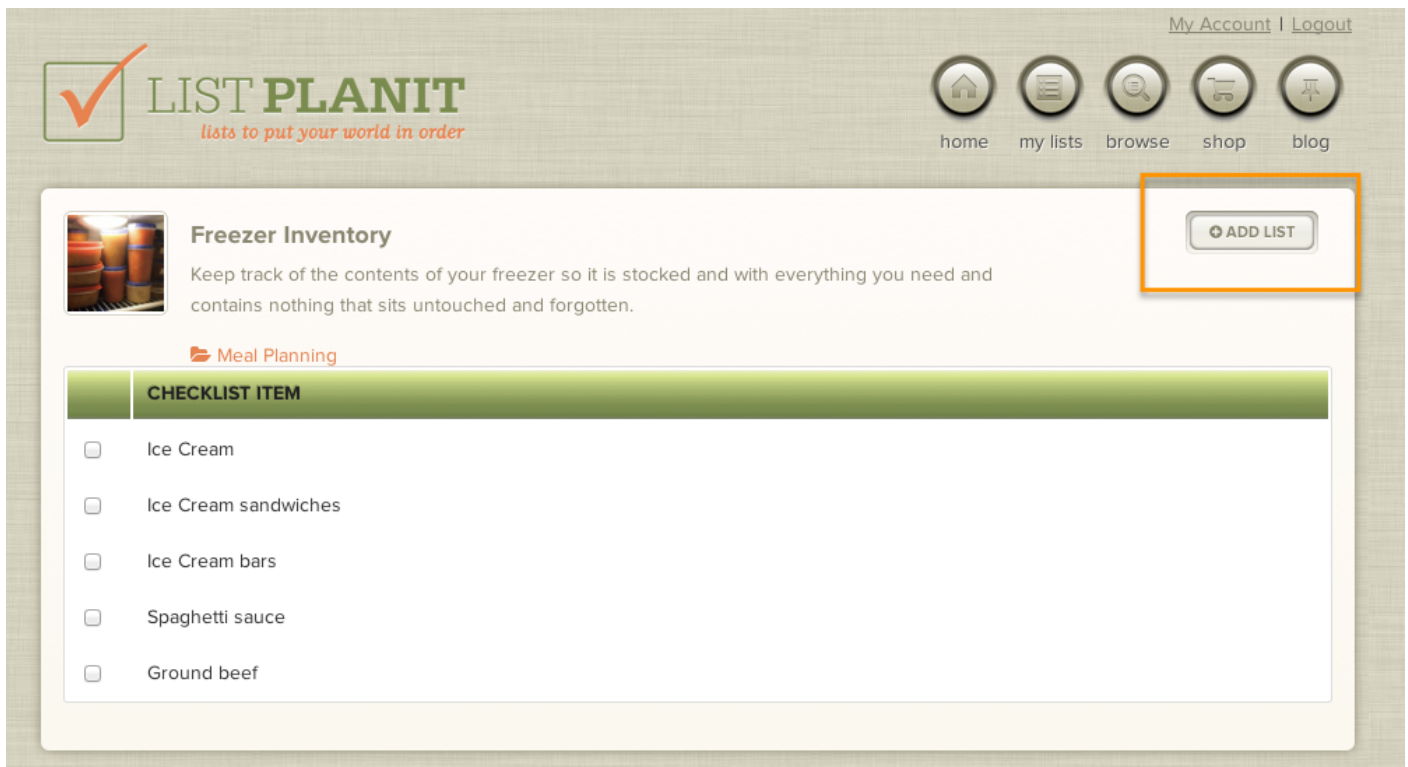 My Account | Logout
LIST PLANIT
lists to put your world in order
home my lists browse shop blog
Freezer Inventory
ADD LIST
Keep track of the contents of your freezer so it is stocked and with everything you need and
contains nothing that sits untouched and forgotten.
Meal Planning
CHECKLIST ITEM
Ice Cream
Ice Cream sandwiches
Ice Cream bars
Spaghetti sauce
Ground beef